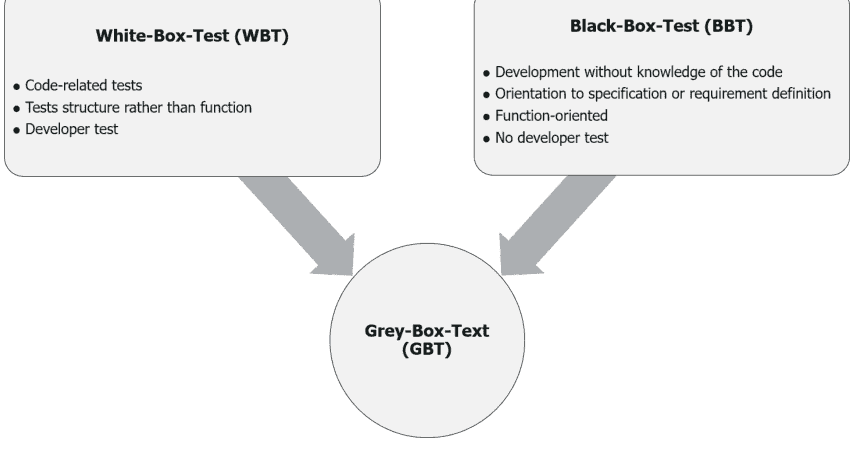 White-Box-Test (WBT)
● Code-related tests
● Tests structure rather than function
● Developer test
Black-Box-Test (BBT)
● Development without knowledge of the code
● Orientation to specification or requirement definition
● Function-oriented
● No developer test
Grey-Box-Text
(GBT)